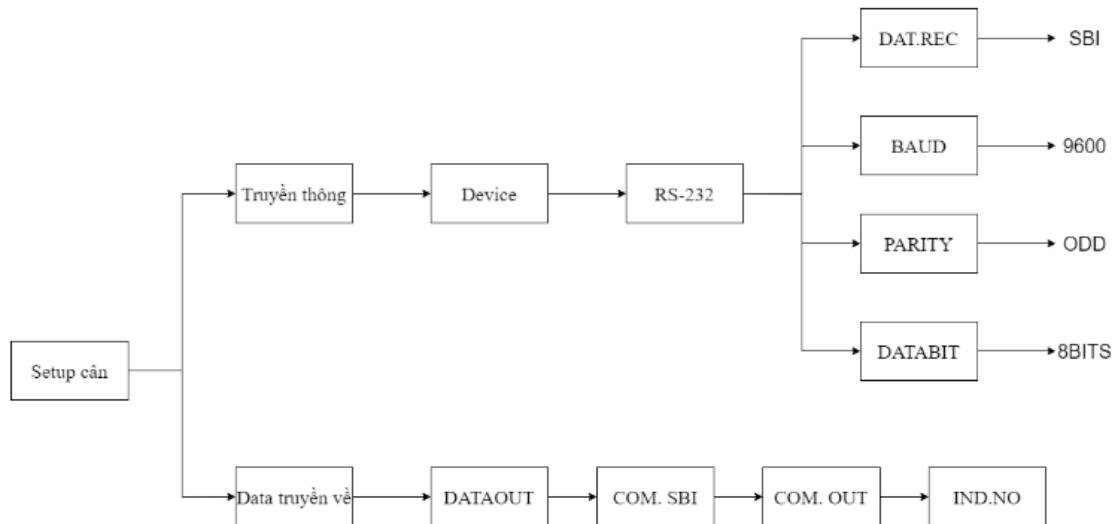 DAT.REC
SBI
BAUD
9600
Truyền thông
Device
RS-232
PARITY
ODD
DATABIT
8BITS
Setup cân
Data truyền về
DATAOUT
COM. SBI
COM. OUT
IND.NO